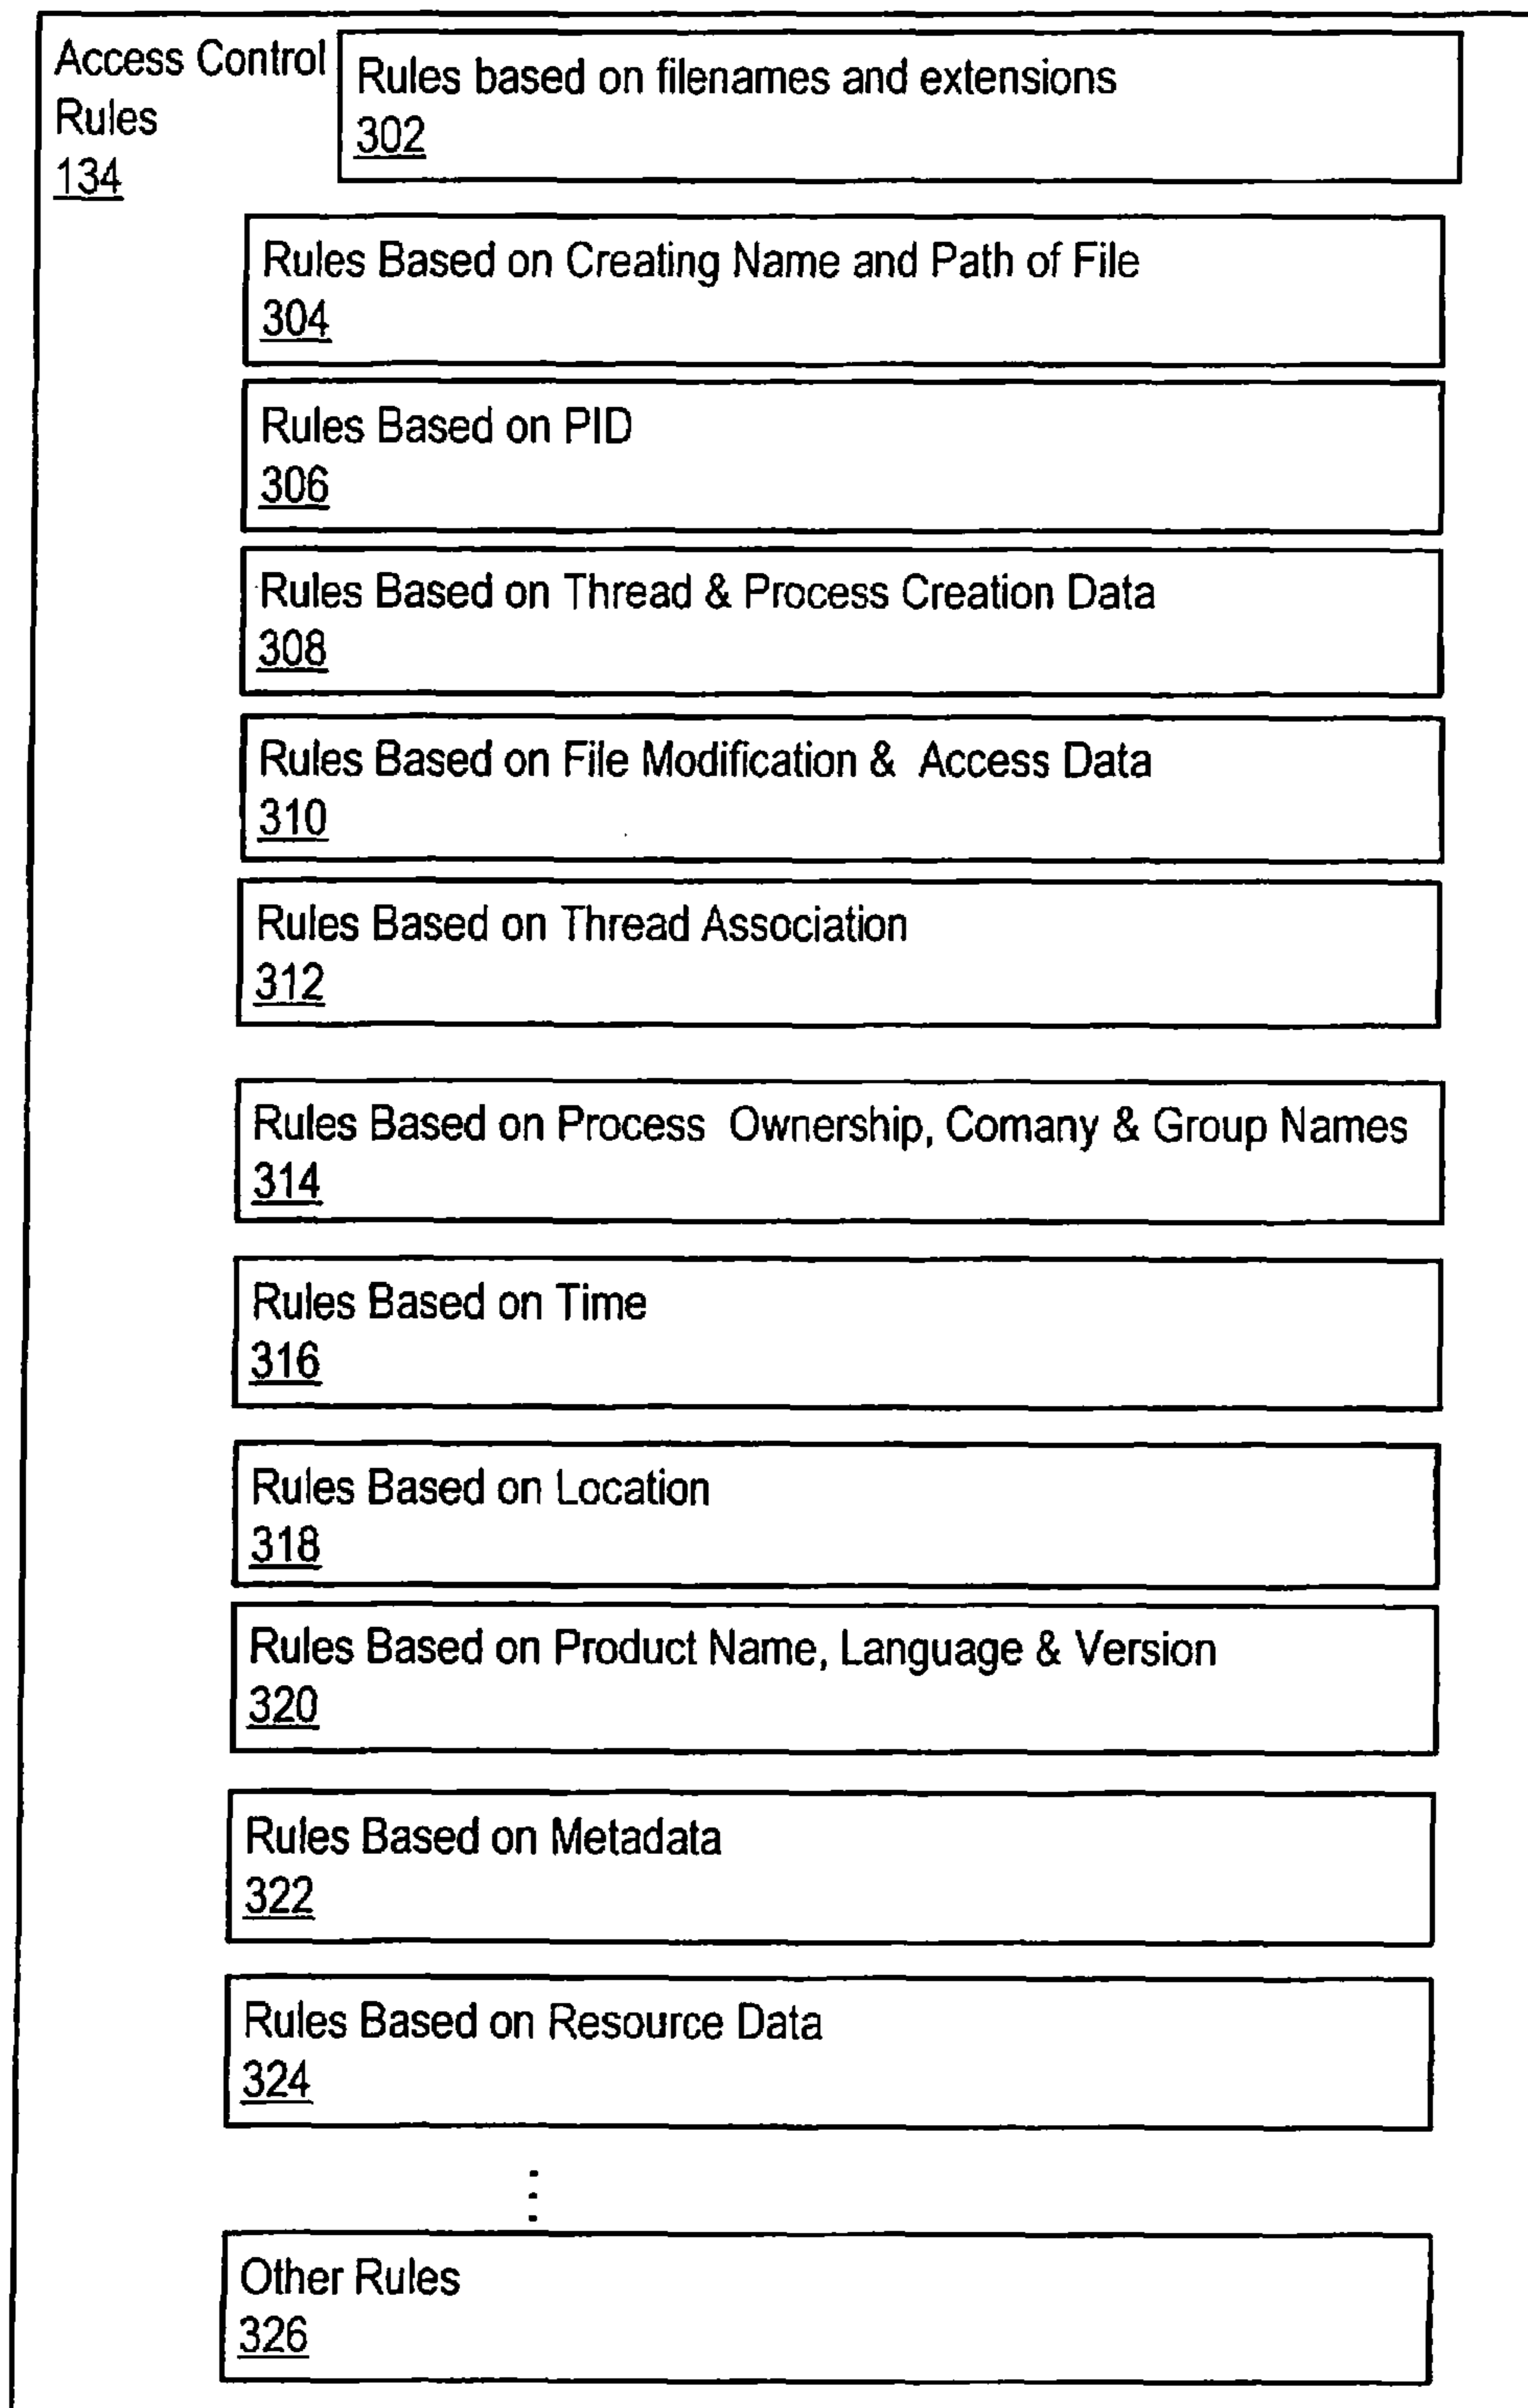 Access Control
Rules
134
Rules based on filenames and extensions
302
Rules Based on Creating Name and Path of File
304
Rules Based on PID
306
Rules Based on Thread & Process Creation Data
308
Rules Based on File Modification & Access Data
310
Rules Based on Thread Association
312
Rules Based on Process Ownership, Comany & Group Names
314
Rules Based on Time
316
Rules Based on Location
318
Rules Based on Product Name, Language & Version
320
Rules Based on Metadata
322
Rules Based on Resource Data
324
⋮
Other Rules
326